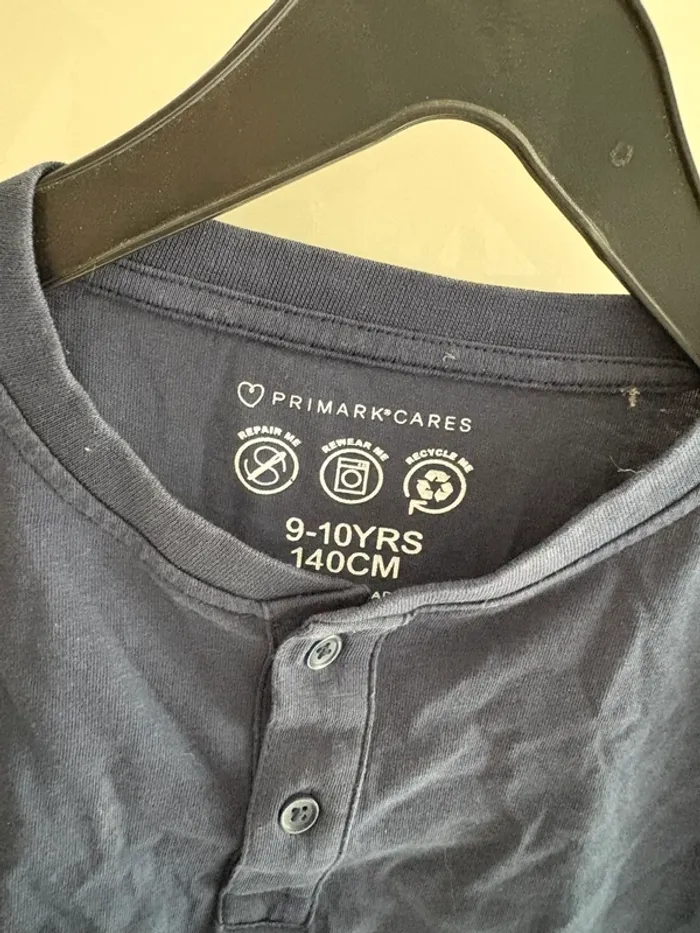 PRIMARK®CARES
REPAIR ME REWEAR ME RECYCLE ME
9-10YRS
140CM